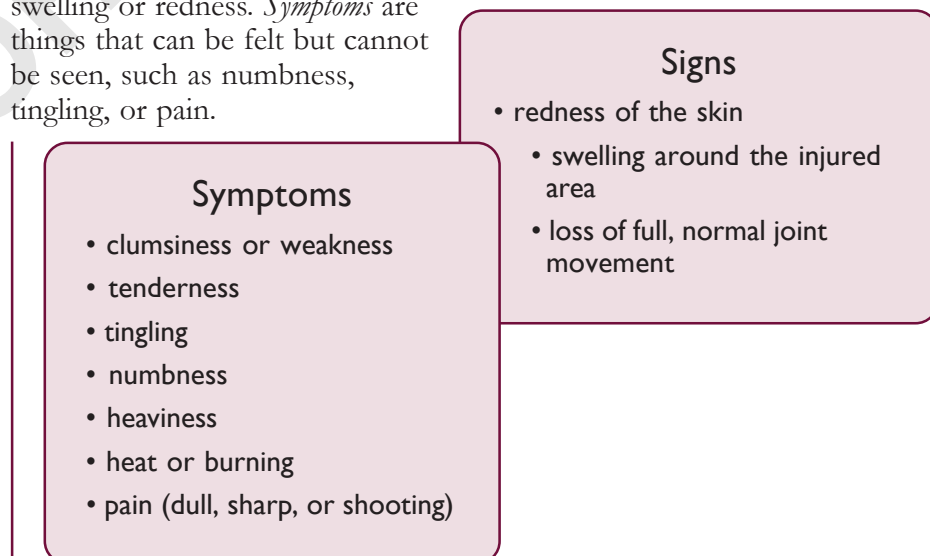 swelling or redness. Symptoms are
things that can be felt but cannot
be seen, such as numbness,
tingling, or pain.
Signs
• redness of the skin
• swelling around the injured
area
• loss of full, normal joint
movement
Symptoms
• clumsiness or weakness
• tenderness
• tingling
• numbness
• heaviness
• heat or burning
• pain (dull, sharp, or shooting)